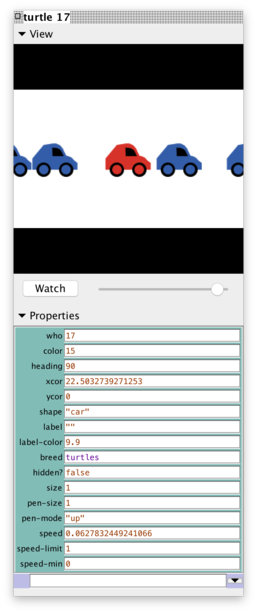 turtle 17
View
Watch
Properties
who 17
color 15
heading 90
xcor 22.5032739271253
ycor 0
shape "car"
label ""
label-color 9.9
breed turtles
hidden? false
size 1
pen-size 1
pen-mode "up"
speed 0.0627832449241066
speed-limit 1
speed-min 0